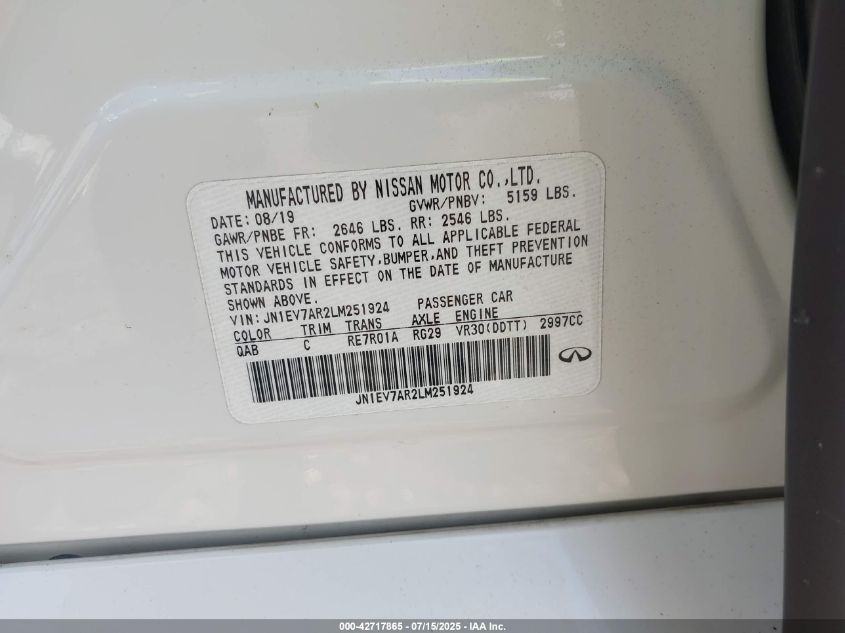 MANUFACTURED BY NISSAN MOTOR CO.,LTD.
DATE: 08/19 GVWR/PNBV: 5159 LBS.
GAWR/PNBE FR: 2646 LBS. RR: 2546 LBS.
THIS VEHICLE CONFORMS TO ALL APPLICABLE FEDERAL
MOTOR VEHICLE SAFETY,BUMPER,AND THEFT PREVENTION
STANDARDS IN EFFECT ON THE DATE OF MANUFACTURE
SHOWN ABOVE.
VIN: JN1EV7AR2LM251924 PASSENGER CAR
COLOR TRIM TRANS AXLE ENGINE
QAB C RE7R01A RG29 VR30(DDTT) 2997CC
JN1EV7AR2LM251924
000-42717865 - 07/15/2025 - IAA Inc.